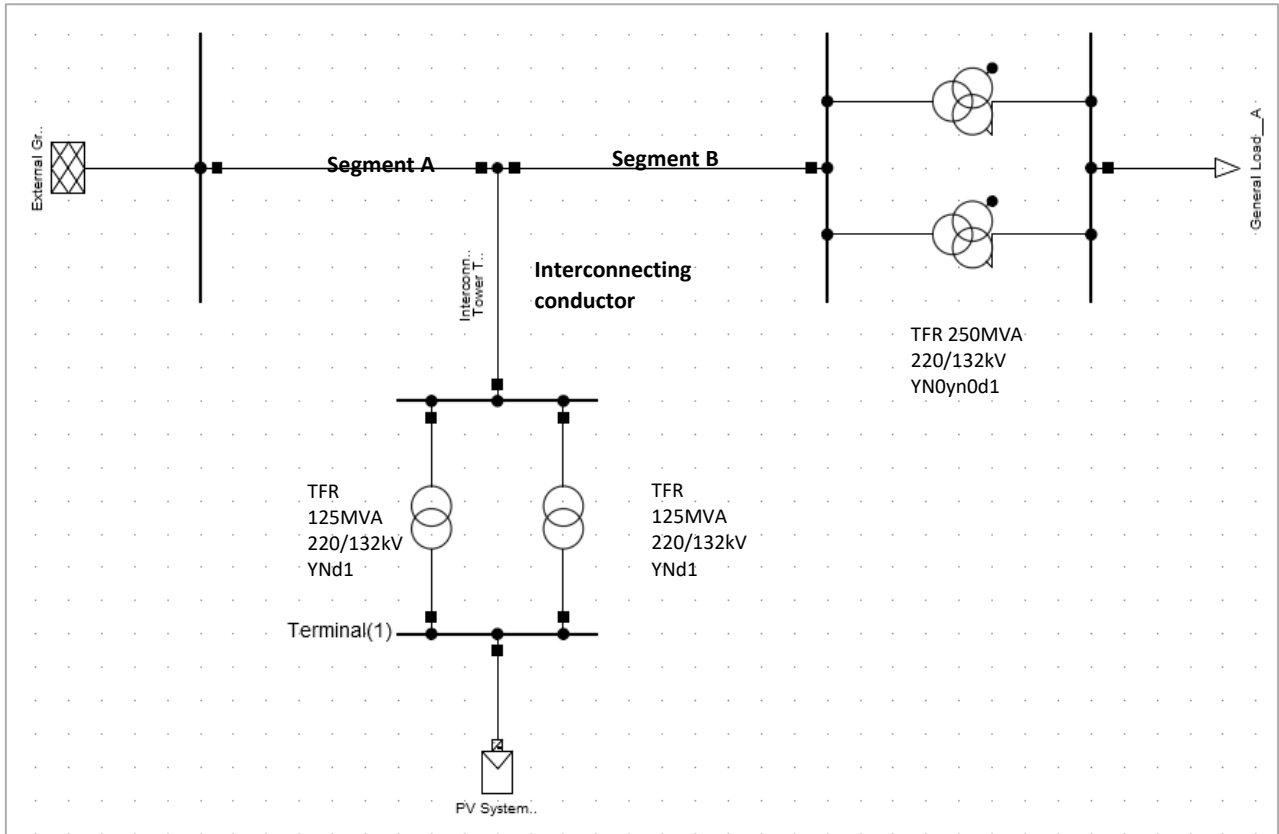 External Gr..
Segment A
Segment B
General Load__A
Interconn..
Tower T..
Interconnecting
conductor
TFR 250MVA
220/132kV
YN0yn0d1
TFR
125MVA
220/132kV
YNd1
TFR
125MVA
220/132kV
YNd1
Terminal(1)
PV System..